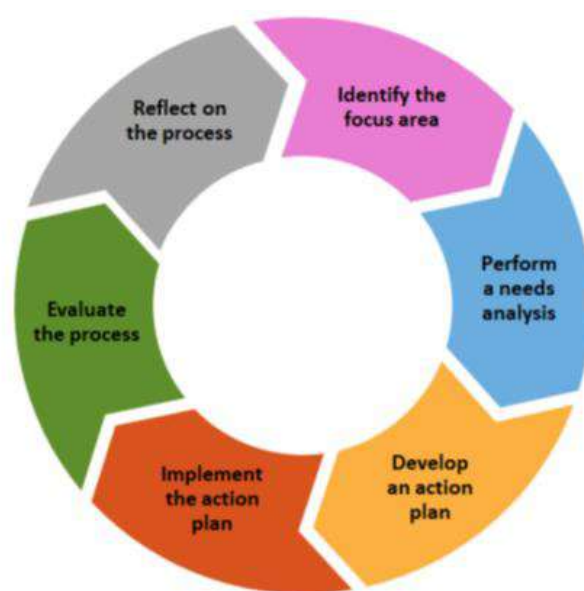 Identify the
focus area
Perform
a needs
analysis
Develop
an action
plan
Implement
the action
plan
Evaluate
the process
Reflect on
the process